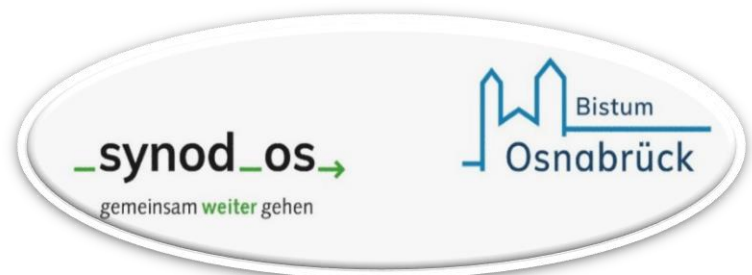 _synod_os→
gemeinsam weiter gehen
Bistum
Osnabrück